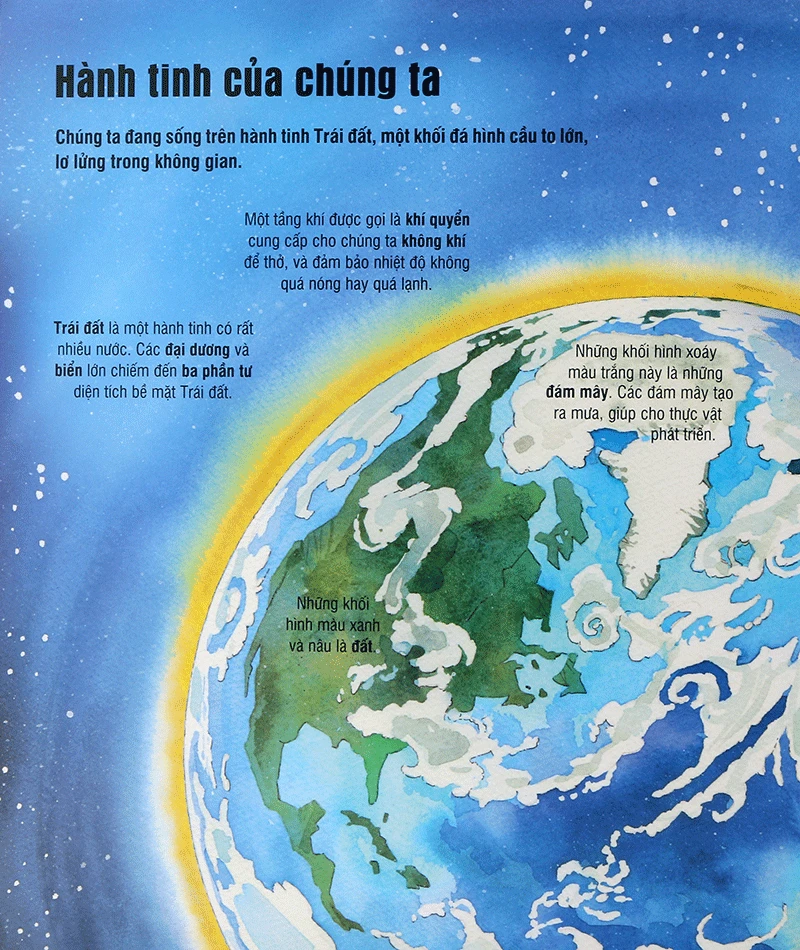 Hành tinh của chúng ta
Chúng ta đang sống trên hành tinh Trái đất, một khối đá hình cầu to lớn,
lơ lửng trong không gian.
Một tầng khí được gọi là khí quyển
cung cấp cho chúng ta không khí
để thở, và đảm bảo nhiệt độ không
quá nóng hay quá lạnh.
Trái đất là một hành tinh có rất
nhiều nước. Các đại dương và
biển lớn chiếm đến ba phần tư
diện tích bề mặt Trái đất.
Những khối hình xoáy
màu trắng này là những
đám mây. Các đám mây tạo
ra mưa, giúp cho thực vật
phát triển.
Những khối
hình màu xanh
và nâu là đất.